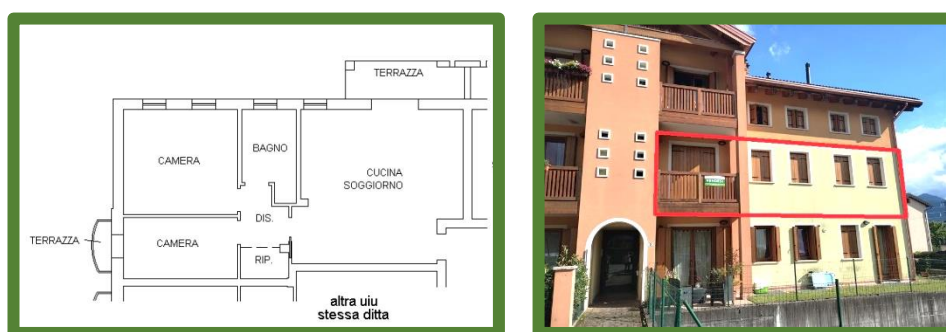 TERRAZZA
CAMERA
BAGNO
CUCINA
SOGGIORNO
DIS.
TERRAZZA
CAMERA
RIP.
altra uiu
stessa ditta